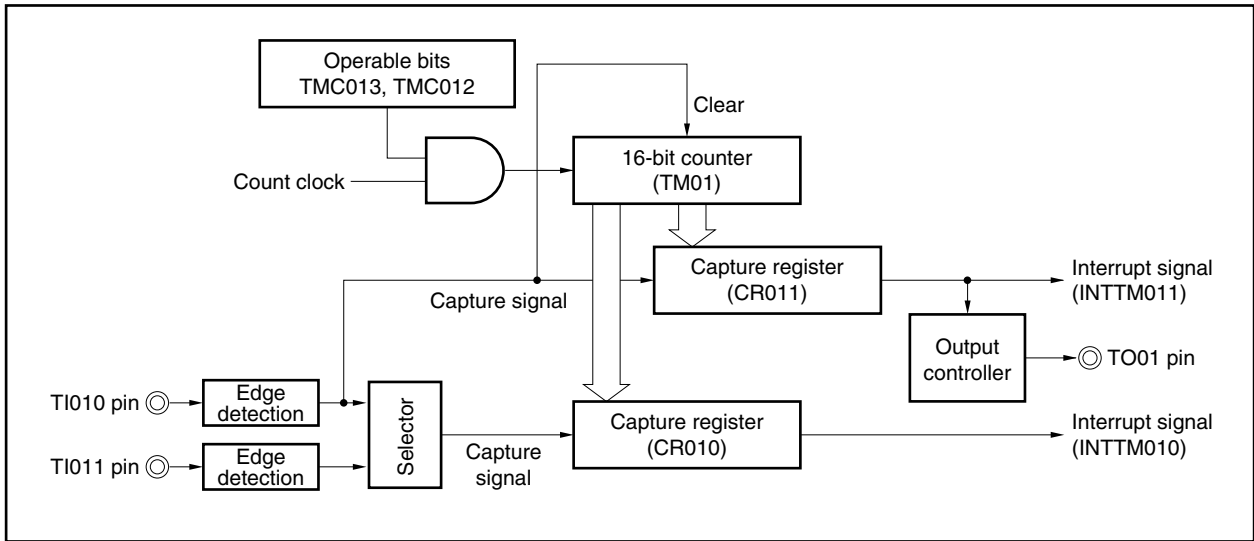 Operable bits
TMC013, TMC012
Clear
16-bit counter
(TM01)
Count clock
Capture register
(CR011)
Interrupt signal
(INTTM011)
Capture signal
Output
controller
TO01 pin
TI010 pin
Edge
detection
Selector
Capture register
(CR010)
Interrupt signal
(INTTM010)
TI011 pin
Edge
detection
Capture
signal